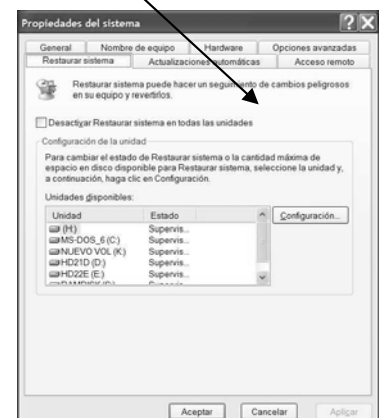 Propiedades del sistema
General Nombre de equipo Hardware Opciones avanzadas
Restaurar sistema Actualizaciones automáticas Acceso remoto
Restaurar sistema puede hacer un seguimiento de cambios peligrosos
en su equipo y revertirlos.
Desactivar Restaurar sistema en todas las unidades
Configuración de la unidad
Para cambiar el estado de Restaurar sistema o la cantidad máxima de
espacio en disco disponible para Restaurar sistema, seleccione la unidad y,
a continuación, haga clic en Configuración.
Unidades disponibles:
Unidad Estado
Configuración...
(H:) Supervis...
MS-DOS_6 (C:) Supervis...
NUEVO VOL (K:) Supervis...
HD21D (D:) Supervis...
HD22E (E:) Supervis...
RAMDISK (G:) Supervis...
Aceptar Cancelar Aplicar